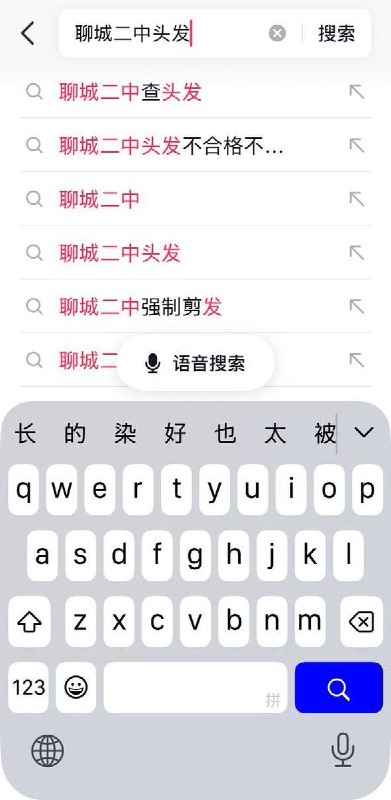 聊城二中头发 搜索
聊城二中查头发
聊城二中头发不合格不...
聊城二中
聊城二中头发
聊城二中强制剪发
聊城二
语音搜索
长 的 染 好 也 太 被
q w e r t y u i o p
a s d f g h j k l
z x c v b n m
123 拼